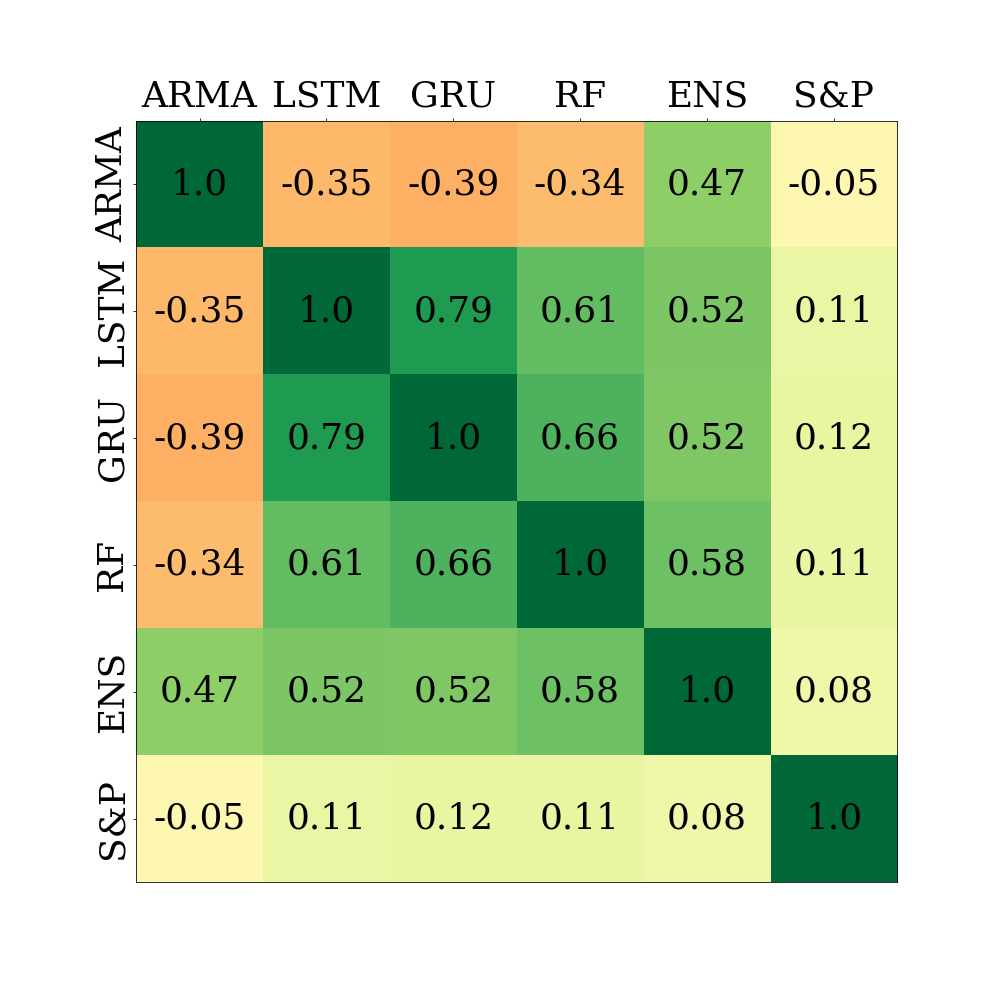 ARMA LSTM GRU RF ENS S&P
ARMA 1.0 -0.35 -0.39 -0.34 0.47 -0.05
LSTM -0.35 1.0 0.79 0.61 0.52 0.11
GRU -0.39 0.79 1.0 0.66 0.52 0.12
RF -0.34 0.61 0.66 1.0 0.58 0.11
ENS 0.47 0.52 0.52 0.58 1.0 0.08
S&P -0.05 0.11 0.12 0.11 0.08 1.0